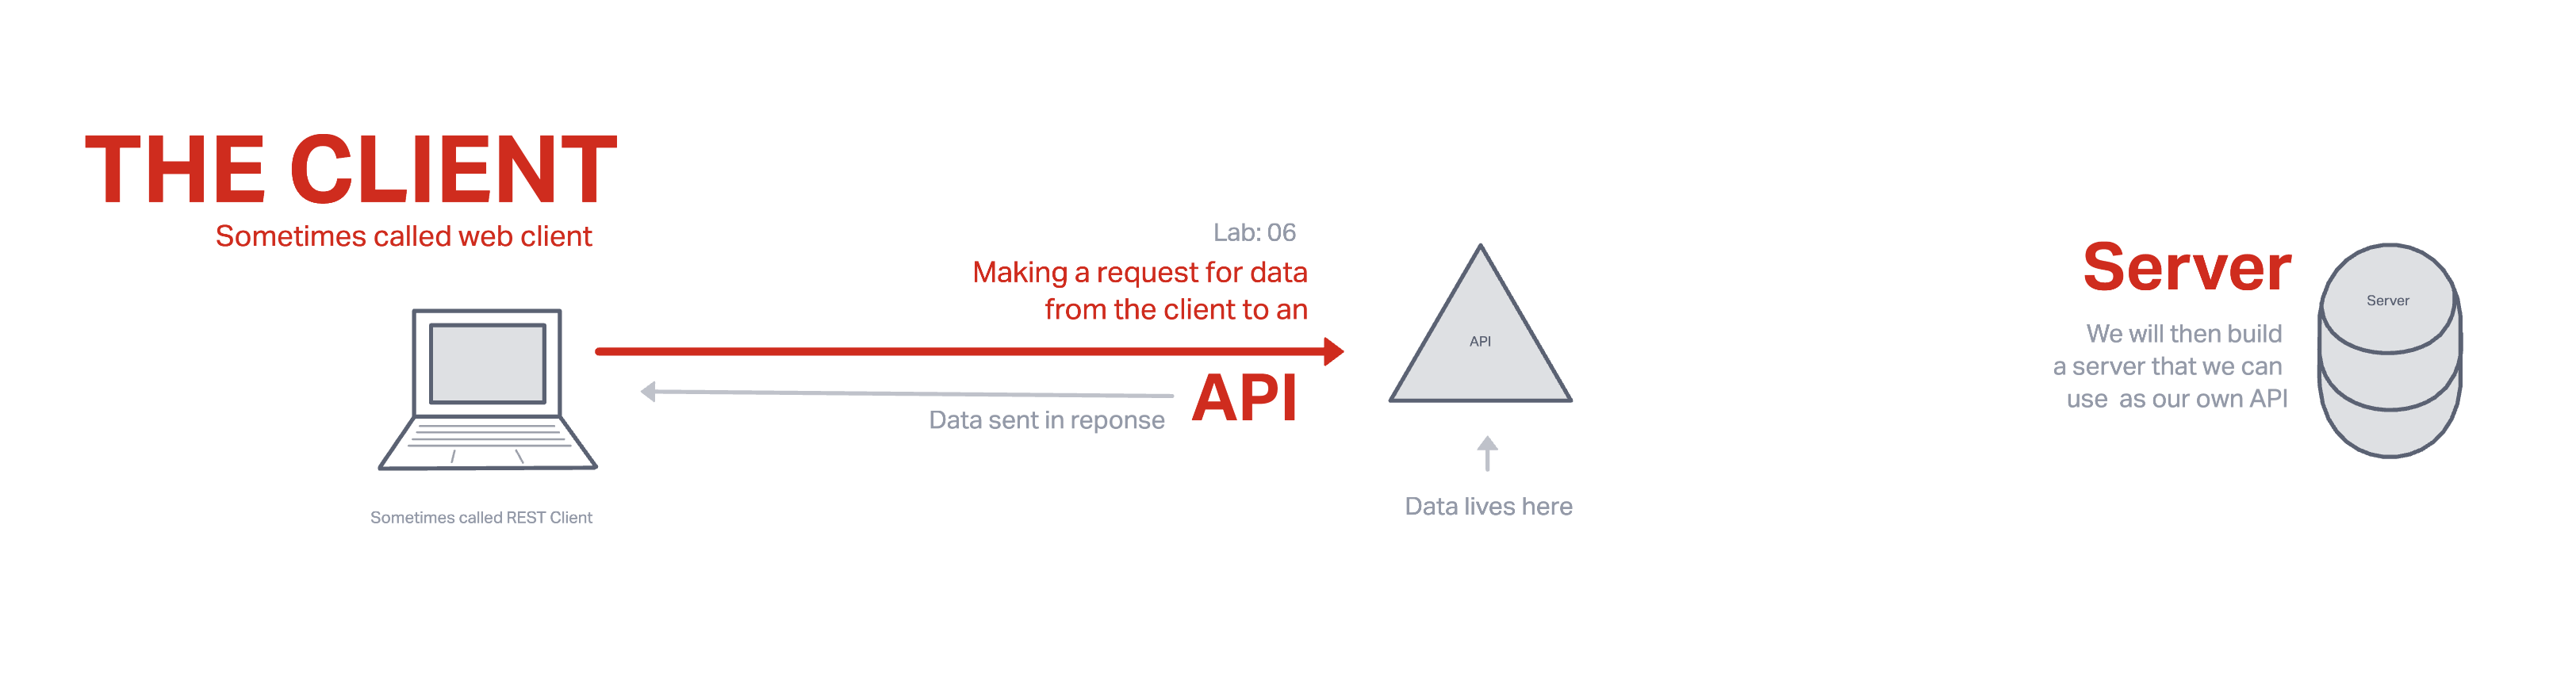 THE CLIENT
Sometimes called web client
Sometimes called REST Client
Lab: 06
Making a request for data
from the client to an
API
Data sent in reponse
API
Data lives here
Server
We will then build
a server that we can
use  as our own API
Server